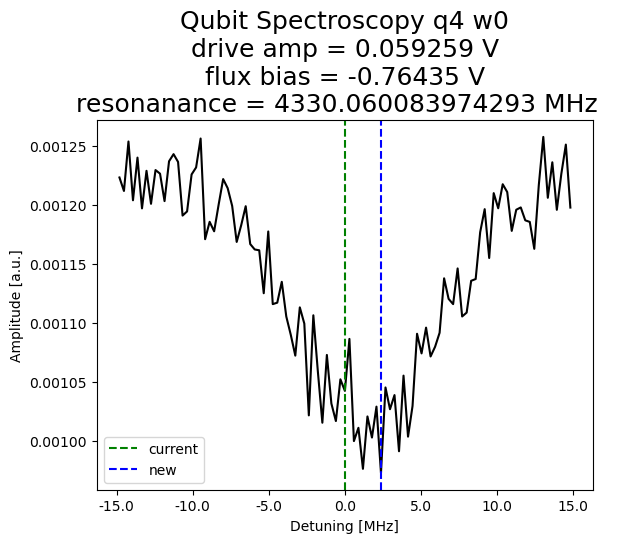 Qubit Spectroscopy q4 w0
drive amp = 0.059259 V
flux bias = -0.76435 V
resonanance = 4330.060083974293 MHz
0.00125
0.00120
0.00115
0.00110
0.00105
0.00100
Amplitude [a.u.]
current
new
-15.0 -10.0 -5.0 0.0 5.0 10.0 15.0
Detuning [MHz]